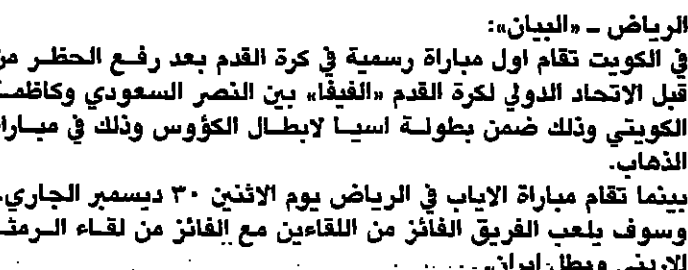 الرياض - «البيان»:
في الكويت تقام اول مباراة رسمية في كرة القدم بعد رفع الحظر من
قبل الاتحاد الدولي لكرة القدم «الفيفا» بين النصر السعودي وكاظمة
الكويتي وذلك ضمن بطولة اسيا لابطال الكؤوس وذلك في مباراة
الذهاب.
بينما تقام مباراة الاياب في الرياض يوم الاثنين ٣٠ ديسمبر الجاري.
وسوف يلعب الفريق الفائز من اللقاءين مع الفائز من لقاء الرمثا
الاردني وبطل ايران.